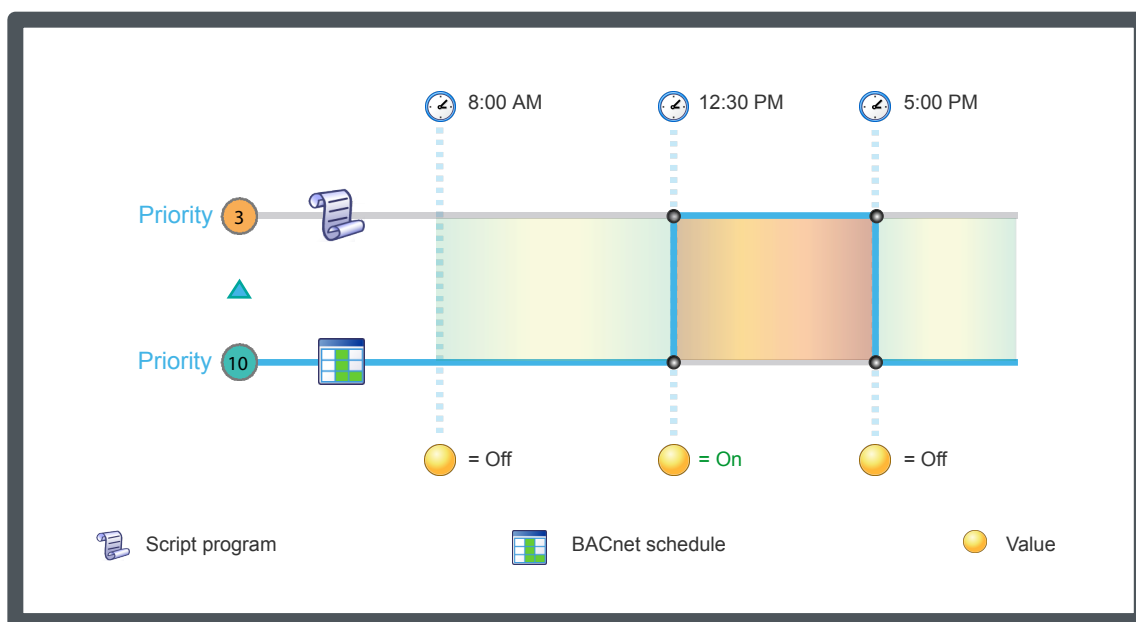 8:00 AM
12:30 PM
5:00 PM
Priority 3
Priority 10
= Off
= On
= Off
Script program
BACnet schedule
Value